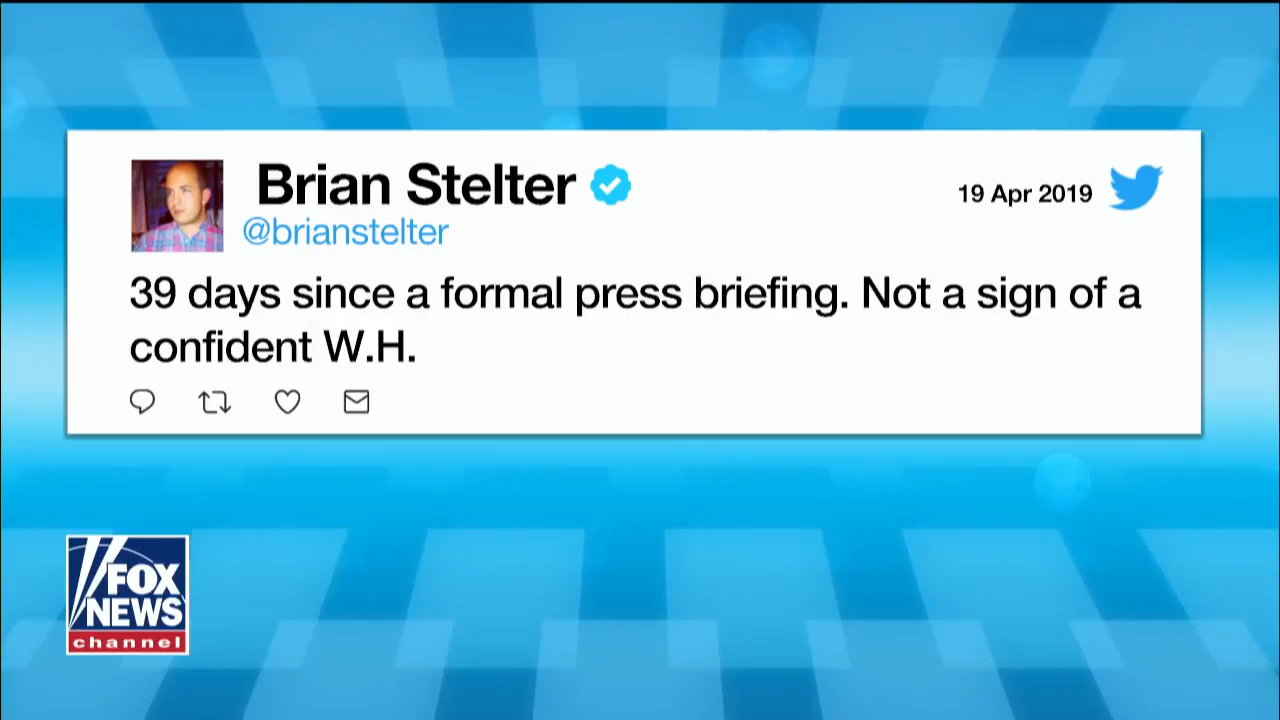 Brian Stelter
19 Apr 2019
@brianstelter
39 days since a formal press briefing. Not a sign of a
confident W.H.
FOX
NEWS
channel